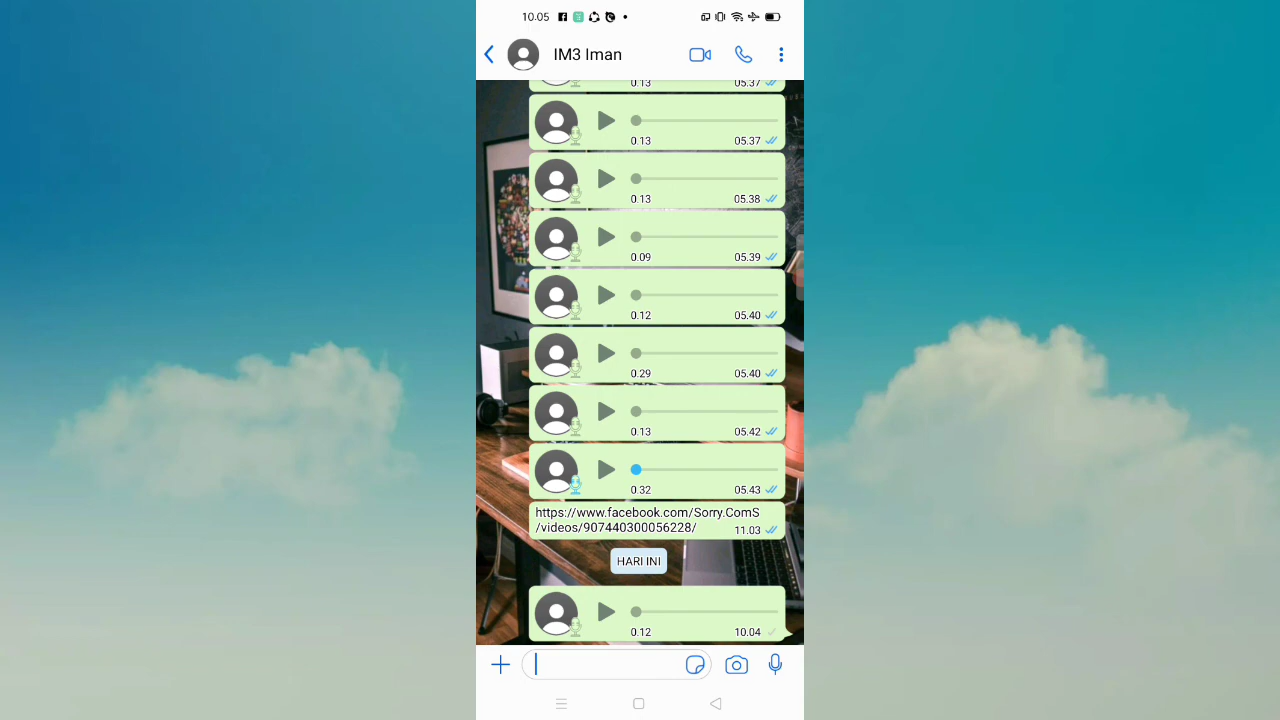 10.05
IM3 Iman
0.13 05.37
0.13 05.37
0.13 05.38
0.09 05.39
0.12 05.40
0.29 05.40
0.13 05.42
0.32 05.43
https://www.facebook.com/Sorry.ComS
/videos/907440300056228/ 11.03
HARI INI
0.12 10.04